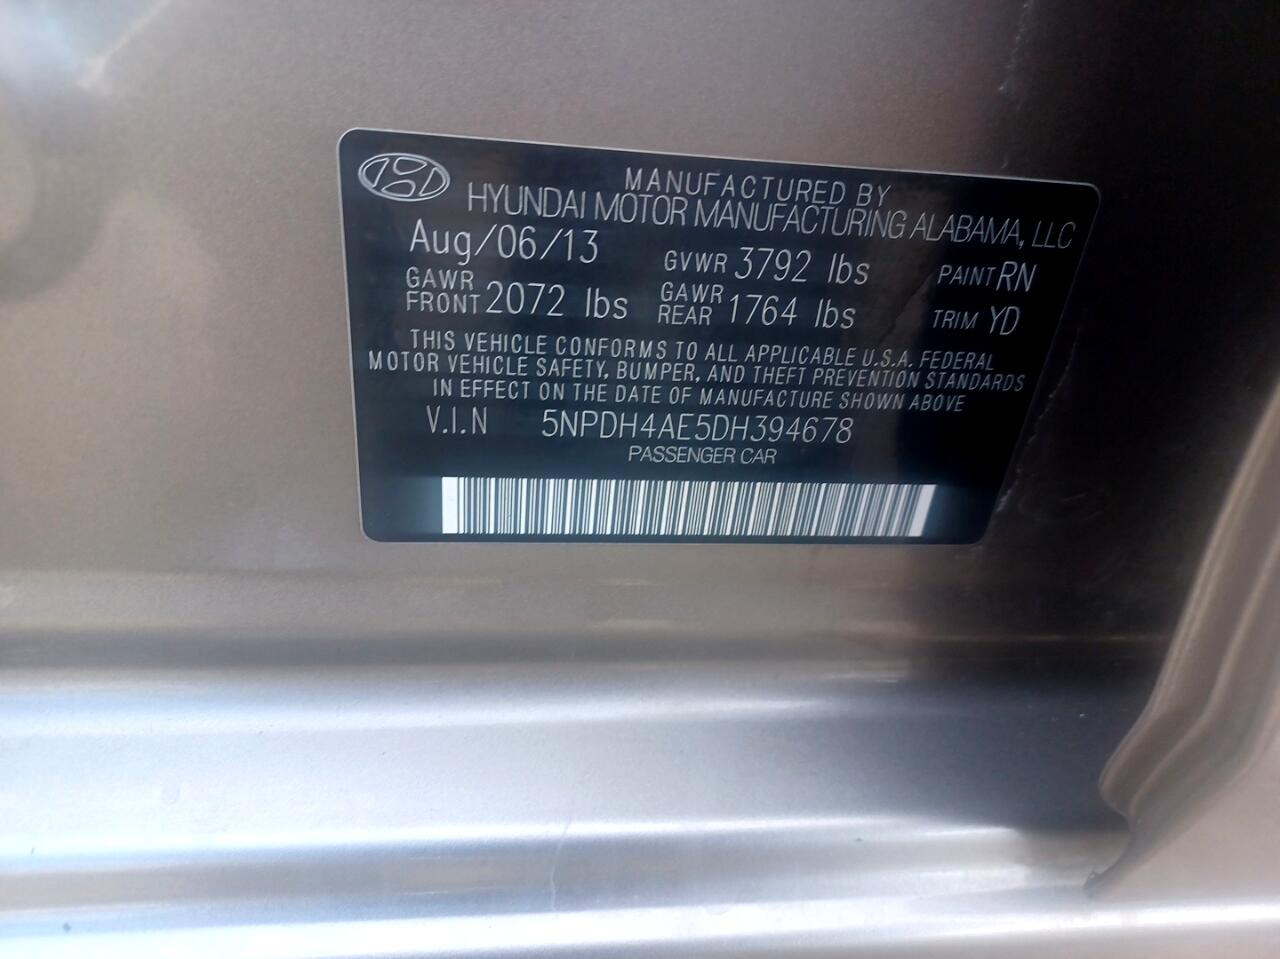 MANUFACTURED BY
HYUNDAI MOTOR MANUFACTURING ALABAMA, LLC
Aug/06/13 GVWR 3792 lbs PAINT RN
GAWR FRONT 2072 lbs GAWR REAR 1764 lbs TRIM YD
THIS VEHICLE CONFORMS TO ALL APPLICABLE U.S.A. FEDERAL
MOTOR VEHICLE SAFETY, BUMPER, AND THEFT PREVENTION STANDARDS
IN EFFECT ON THE DATE OF MANUFACTURE SHOWN ABOVE
V.I.N 5NPDH4AE5DH394678
PASSENGER CAR